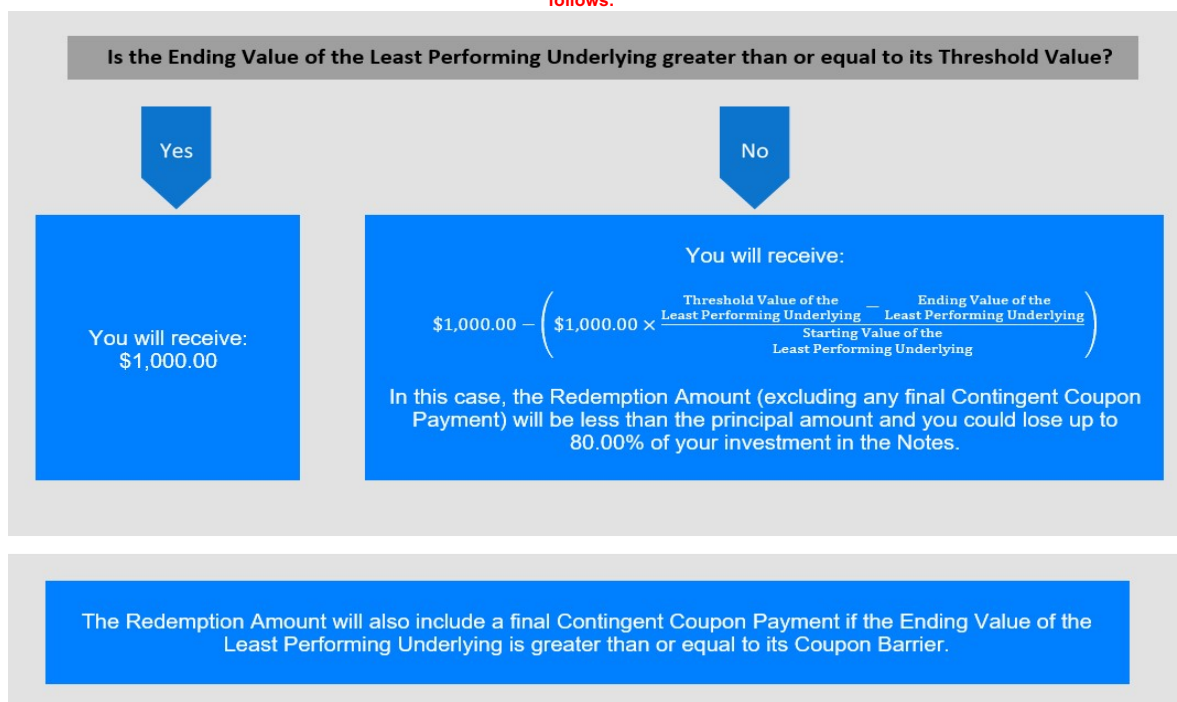 follows:
Is the Ending Value of the Least Performing Underlying greater than or equal to its Threshold Value?
Yes
No
You will receive:
$1,000.00
You will receive:
$1,000.00 − ( $1,000.00 × (Threshold Value of the Least Performing Underlying − Ending Value of the Least Performing Underlying) / Starting Value of the Least Performing Underlying )
In this case, the Redemption Amount (excluding any final Contingent Coupon
Payment) will be less than the principal amount and you could lose up to
80.00% of your investment in the Notes.
The Redemption Amount will also include a final Contingent Coupon Payment if the Ending Value of the
Least Performing Underlying is greater than or equal to its Coupon Barrier.